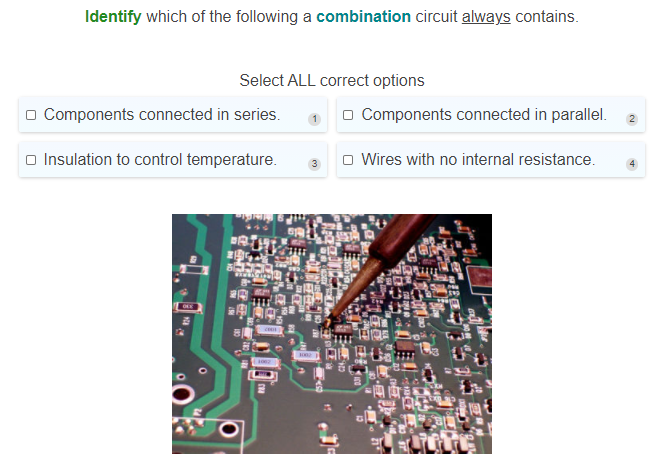 Identify which of the following a combination circuit always contains.
Select ALL correct options
Components connected in series.
1
Components connected in parallel.
2
Insulation to control temperature.
3
Wires with no internal resistance.
4